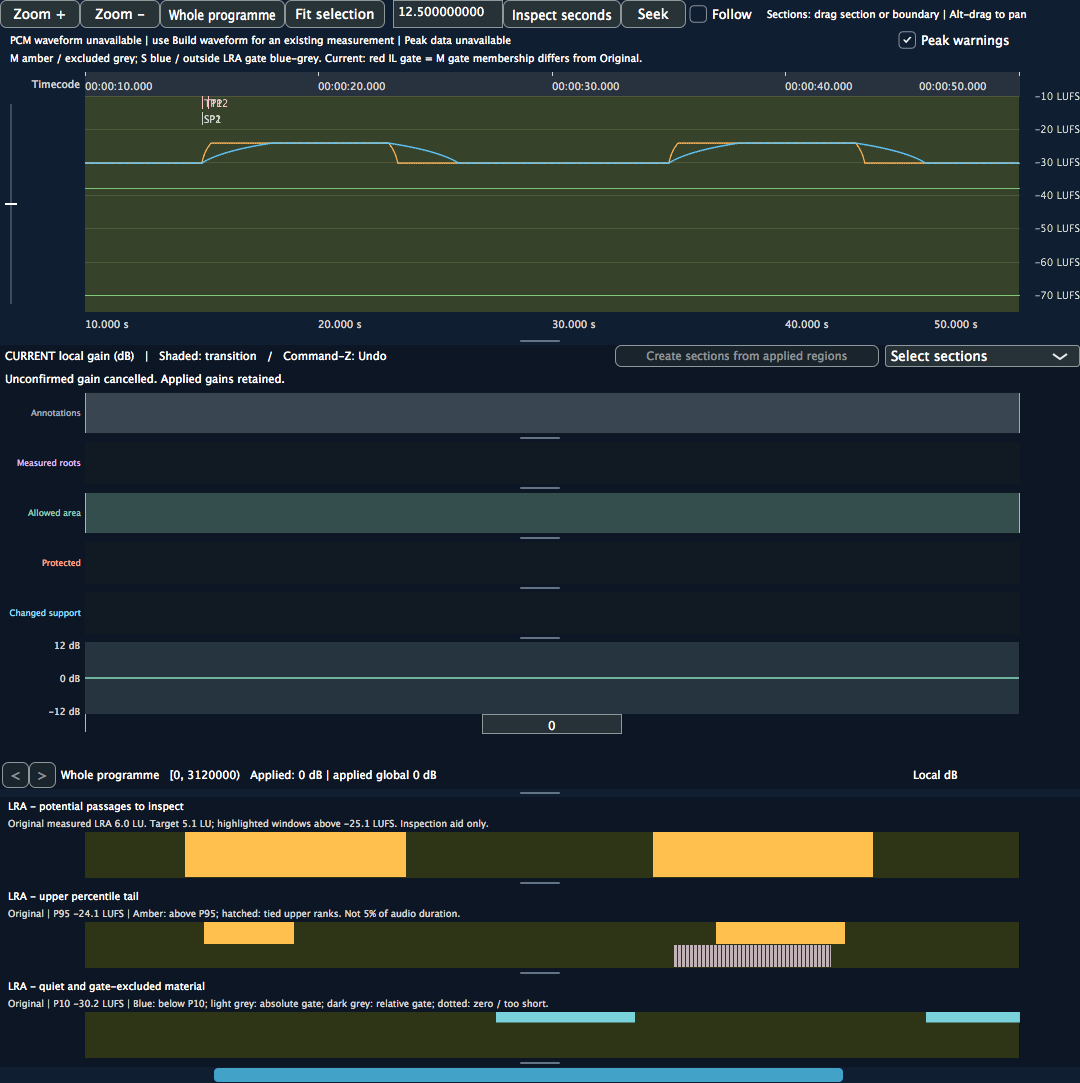 Zoom + Zoom − Whole programme Fit selection 12.500000000 Inspect seconds Seek Follow Sections: drag section or boundary | Alt-drag to pan
PCM waveform unavailable | use Build waveform for an existing measurement | Peak data unavailable
Peak warnings
M amber / excluded grey; S blue / outside LRA gate blue-grey. Current: red IL gate = M gate membership differs from Original.
Timecode 00:00:10.000 00:00:20.000 00:00:30.000 00:00:40.000 00:00:50.000
−10 LUFS
−20 LUFS
−30 LUFS
−40 LUFS
−50 LUFS
−60 LUFS
−70 LUFS
10.000 s 20.000 s 30.000 s 40.000 s 50.000 s
CURRENT local gain (dB) | Shaded: transition / Command-Z: Undo
Create sections from applied regions Select sections
Unconfirmed gain cancelled. Applied gains retained.
Annotations
Measured roots
Allowed area
Protected
Changed support
12 dB
0 dB
−12 dB
0
< > Whole programme [0, 3120000) Applied: 0 dB | applied global 0 dB Local dB
LRA – potential passages to inspect
Original measured LRA 6.0 LU. Target 5.1 LU; highlighted windows above -25.1 LUFS. Inspection aid only.
LRA – upper percentile tail
Original | P95 -24.1 LUFS | Amber: above P95; hatched: tied upper ranks. Not 5% of audio duration.
LRA – quiet and gate-excluded material
Original | P10 -30.2 LUFS | Blue: below P10; light grey: absolute gate; dark grey: relative gate; dotted: zero / too short.